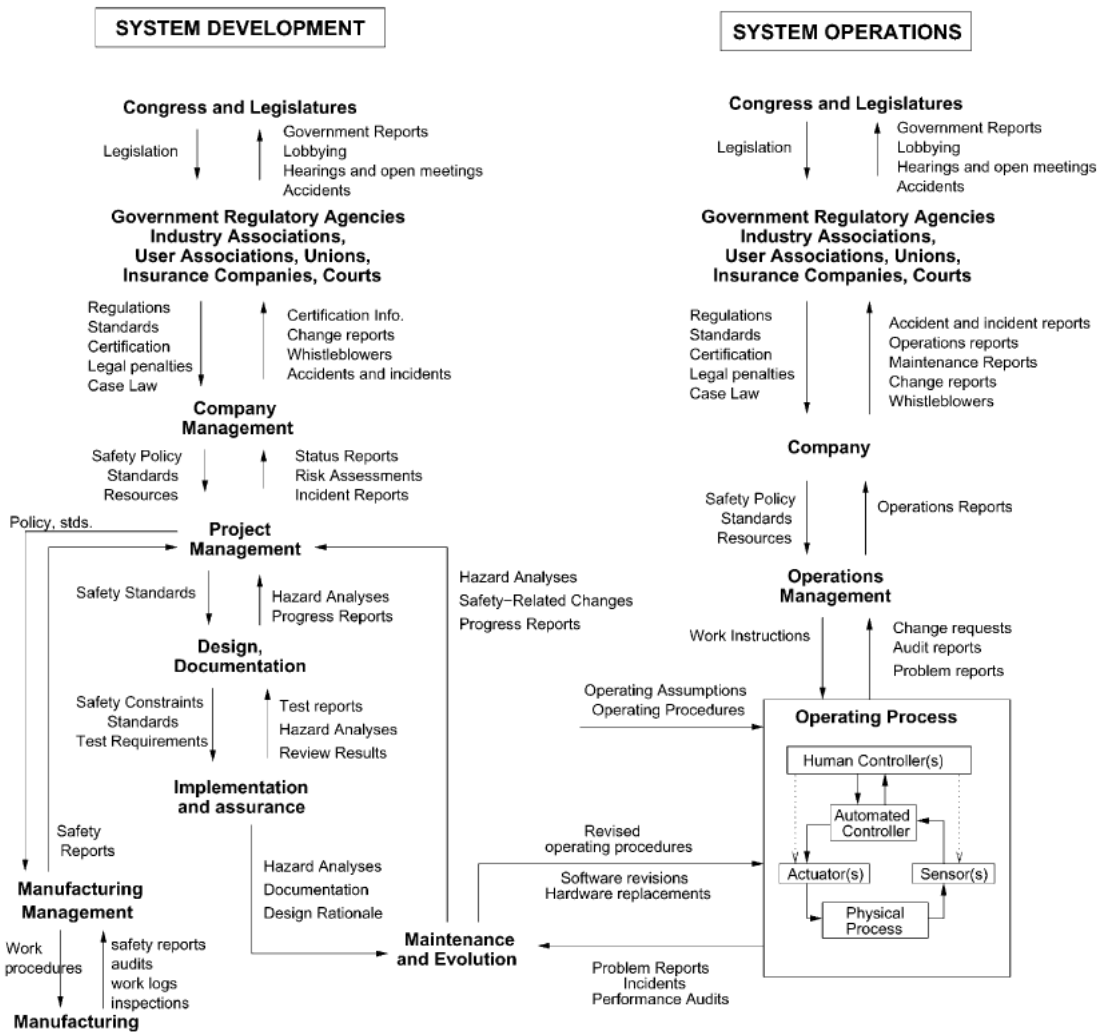 SYSTEM DEVELOPMENT
Congress and Legislatures
Legislation
Government Reports
Lobbying
Hearings and open meetings
Accidents
Government Regulatory Agencies
Industry Associations,
User Associations, Unions,
Insurance Companies, Courts
Regulations
Standards
Certification
Legal penalties
Case Law
Certification Info.
Change reports
Whistleblowers
Accidents and incidents
Company
Management
Safety Policy
Standards
Resources
Status Reports
Risk Assessments
Incident Reports
Policy, stds.
Project
Management
Safety Standards
Hazard Analyses
Progress Reports
Design,
Documentation
Safety Constraints
Standards
Test Requirements
Test reports
Hazard Analyses
Review Results
Implementation
and assurance
Safety
Reports
Hazard Analyses
Documentation
Design Rationale
Manufacturing
Management
Work
procedures
safety reports
audits
work logs
inspections
Manufacturing
Hazard Analyses
Safety-Related Changes
Progress Reports
Maintenance
and Evolution
Revised
operating procedures
Software revisions
Hardware replacements
Problem Reports
Incidents
Performance Audits
SYSTEM OPERATIONS
Congress and Legislatures
Legislation
Government Reports
Lobbying
Hearings and open meetings
Accidents
Government Regulatory Agencies
Industry Associations,
User Associations, Unions,
Insurance Companies, Courts
Regulations
Standards
Certification
Legal penalties
Case Law
Accident and incident reports
Operations reports
Maintenance Reports
Change reports
Whistleblowers
Company
Safety Policy
Standards
Resources
Operations Reports
Operations
Management
Work Instructions
Change requests
Audit reports
Problem reports
Operating Assumptions
Operating Procedures
Operating Process
Human Controller(s)
Automated
Controller
Actuator(s)
Sensor(s)
Physical
Process